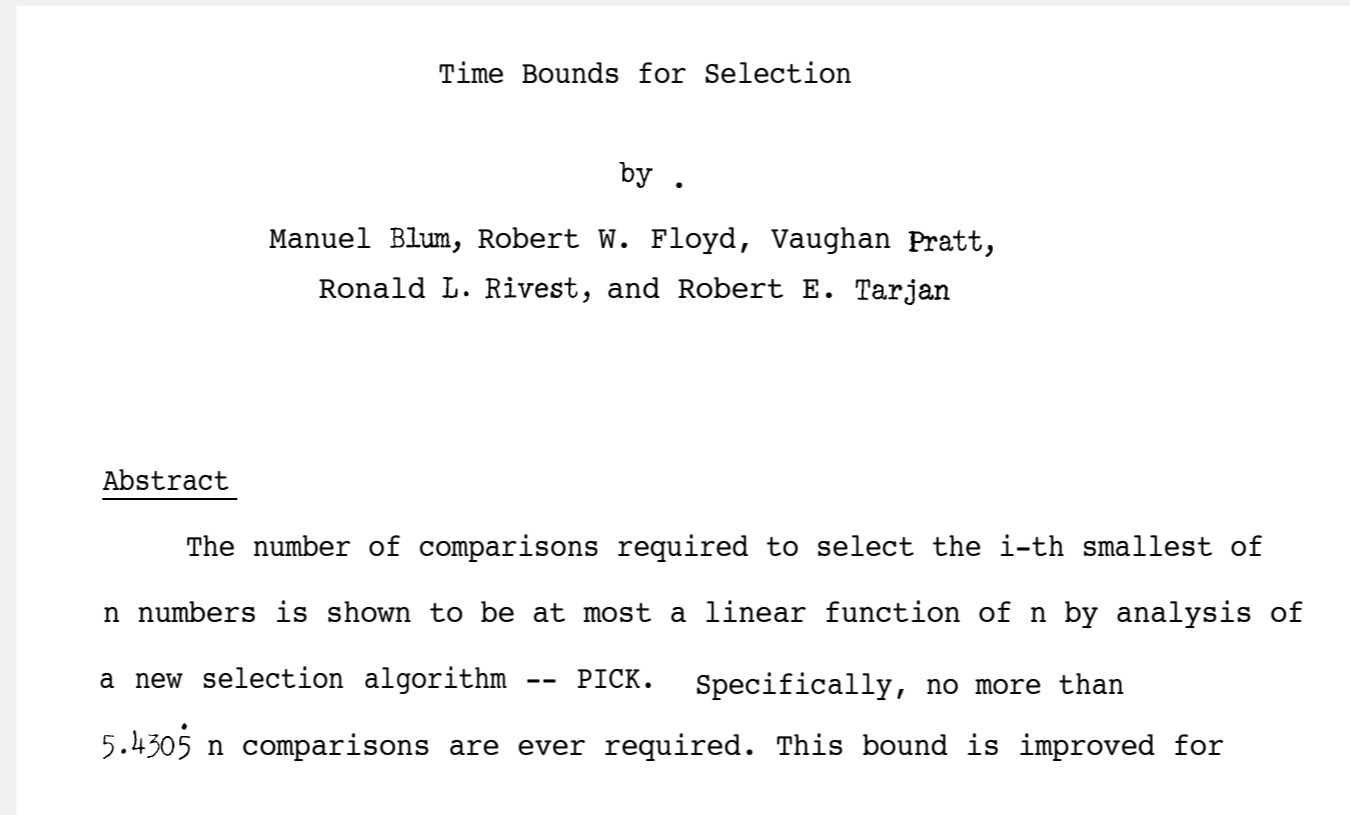 Time Bounds for Selection
by .
Manuel Blum, Robert W. Floyd, Vaughan Pratt,
Ronald L. Rivest, and Robert E. Tarjan
Abstract
The number of comparisons required to select the i-th smallest of
n numbers is shown to be at most a linear function of n by analysis of
a new selection algorithm -- PICK. Specifically, no more than
5.4305̇ n comparisons are ever required. This bound is improved for